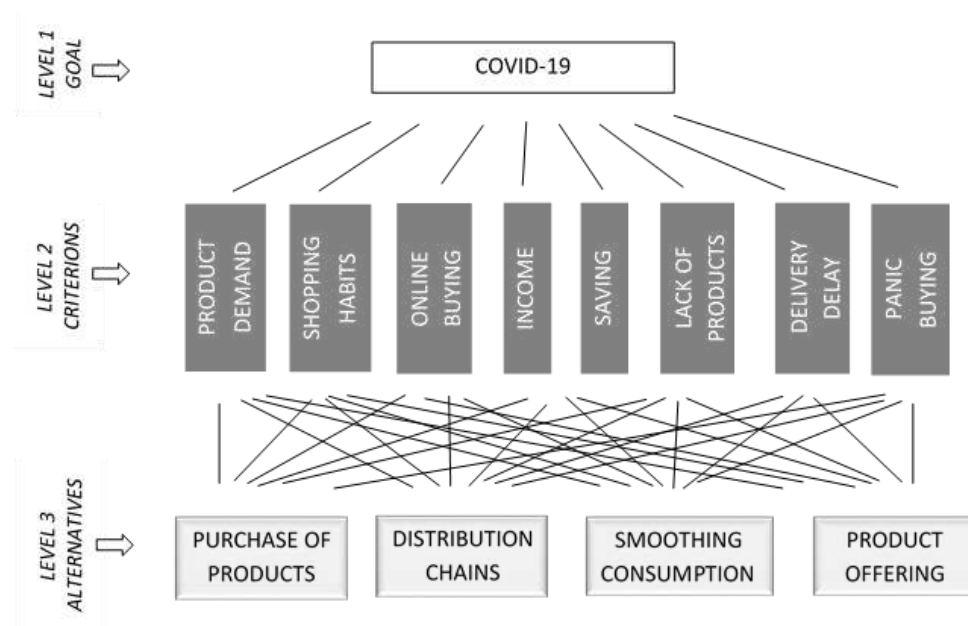 LEVEL 1
GOAL
COVID-19
LEVEL 2
CRITERIONS
PRODUCT
DEMAND
SHOPPING
HABITS
ONLINE
BUYING
INCOME
SAVING
LACK OF
PRODUCTS
DELIVERY
DELAY
PANIC
BUYING
LEVEL 3
ALTERNATIVES
PURCHASE OF
PRODUCTS
DISTRIBUTION
CHAINS
SMOOTHING
CONSUMPTION
PRODUCT
OFFERING